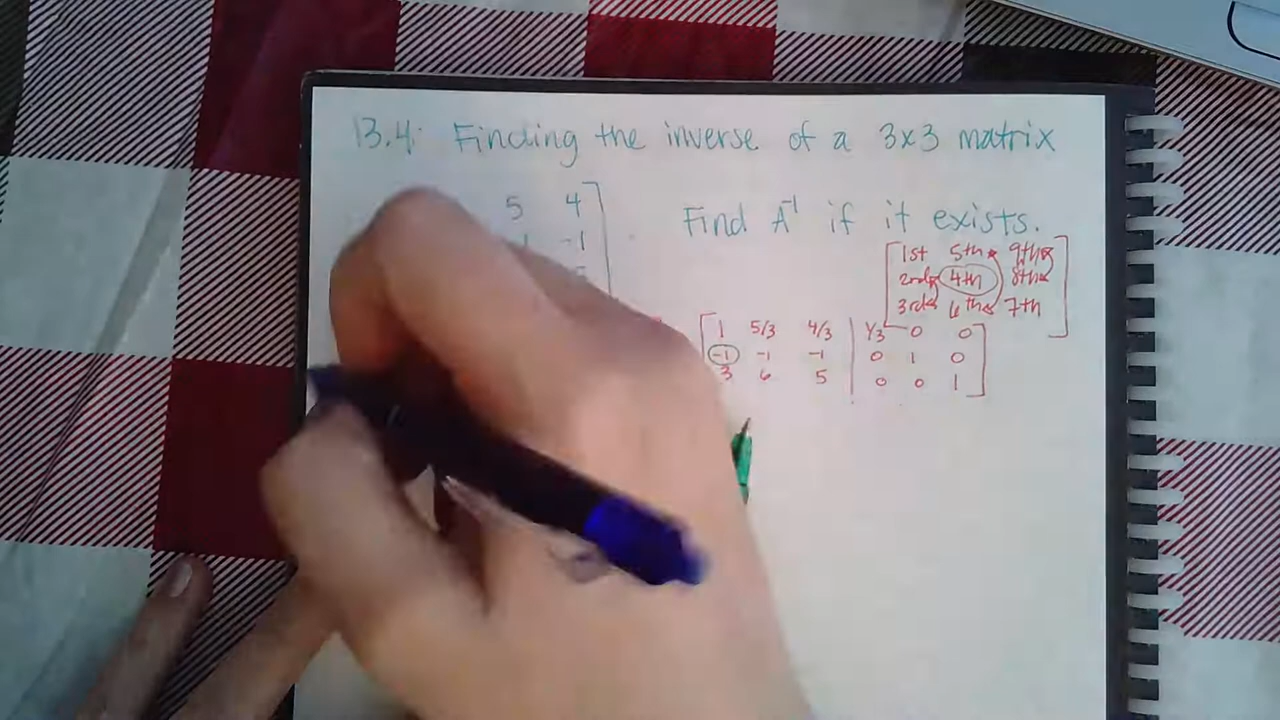 13.4: Finding the inverse of a 3x3 matrix
5 4
-1
Find A⁻¹ if it exists.
1st 5th 9th
2nd 4th 8th
3rd 6th 7th
1 5/3 4/3 | 1/3 0 0
-1 -1 -1 | 0 1 0
3 6 5 | 0 0 1